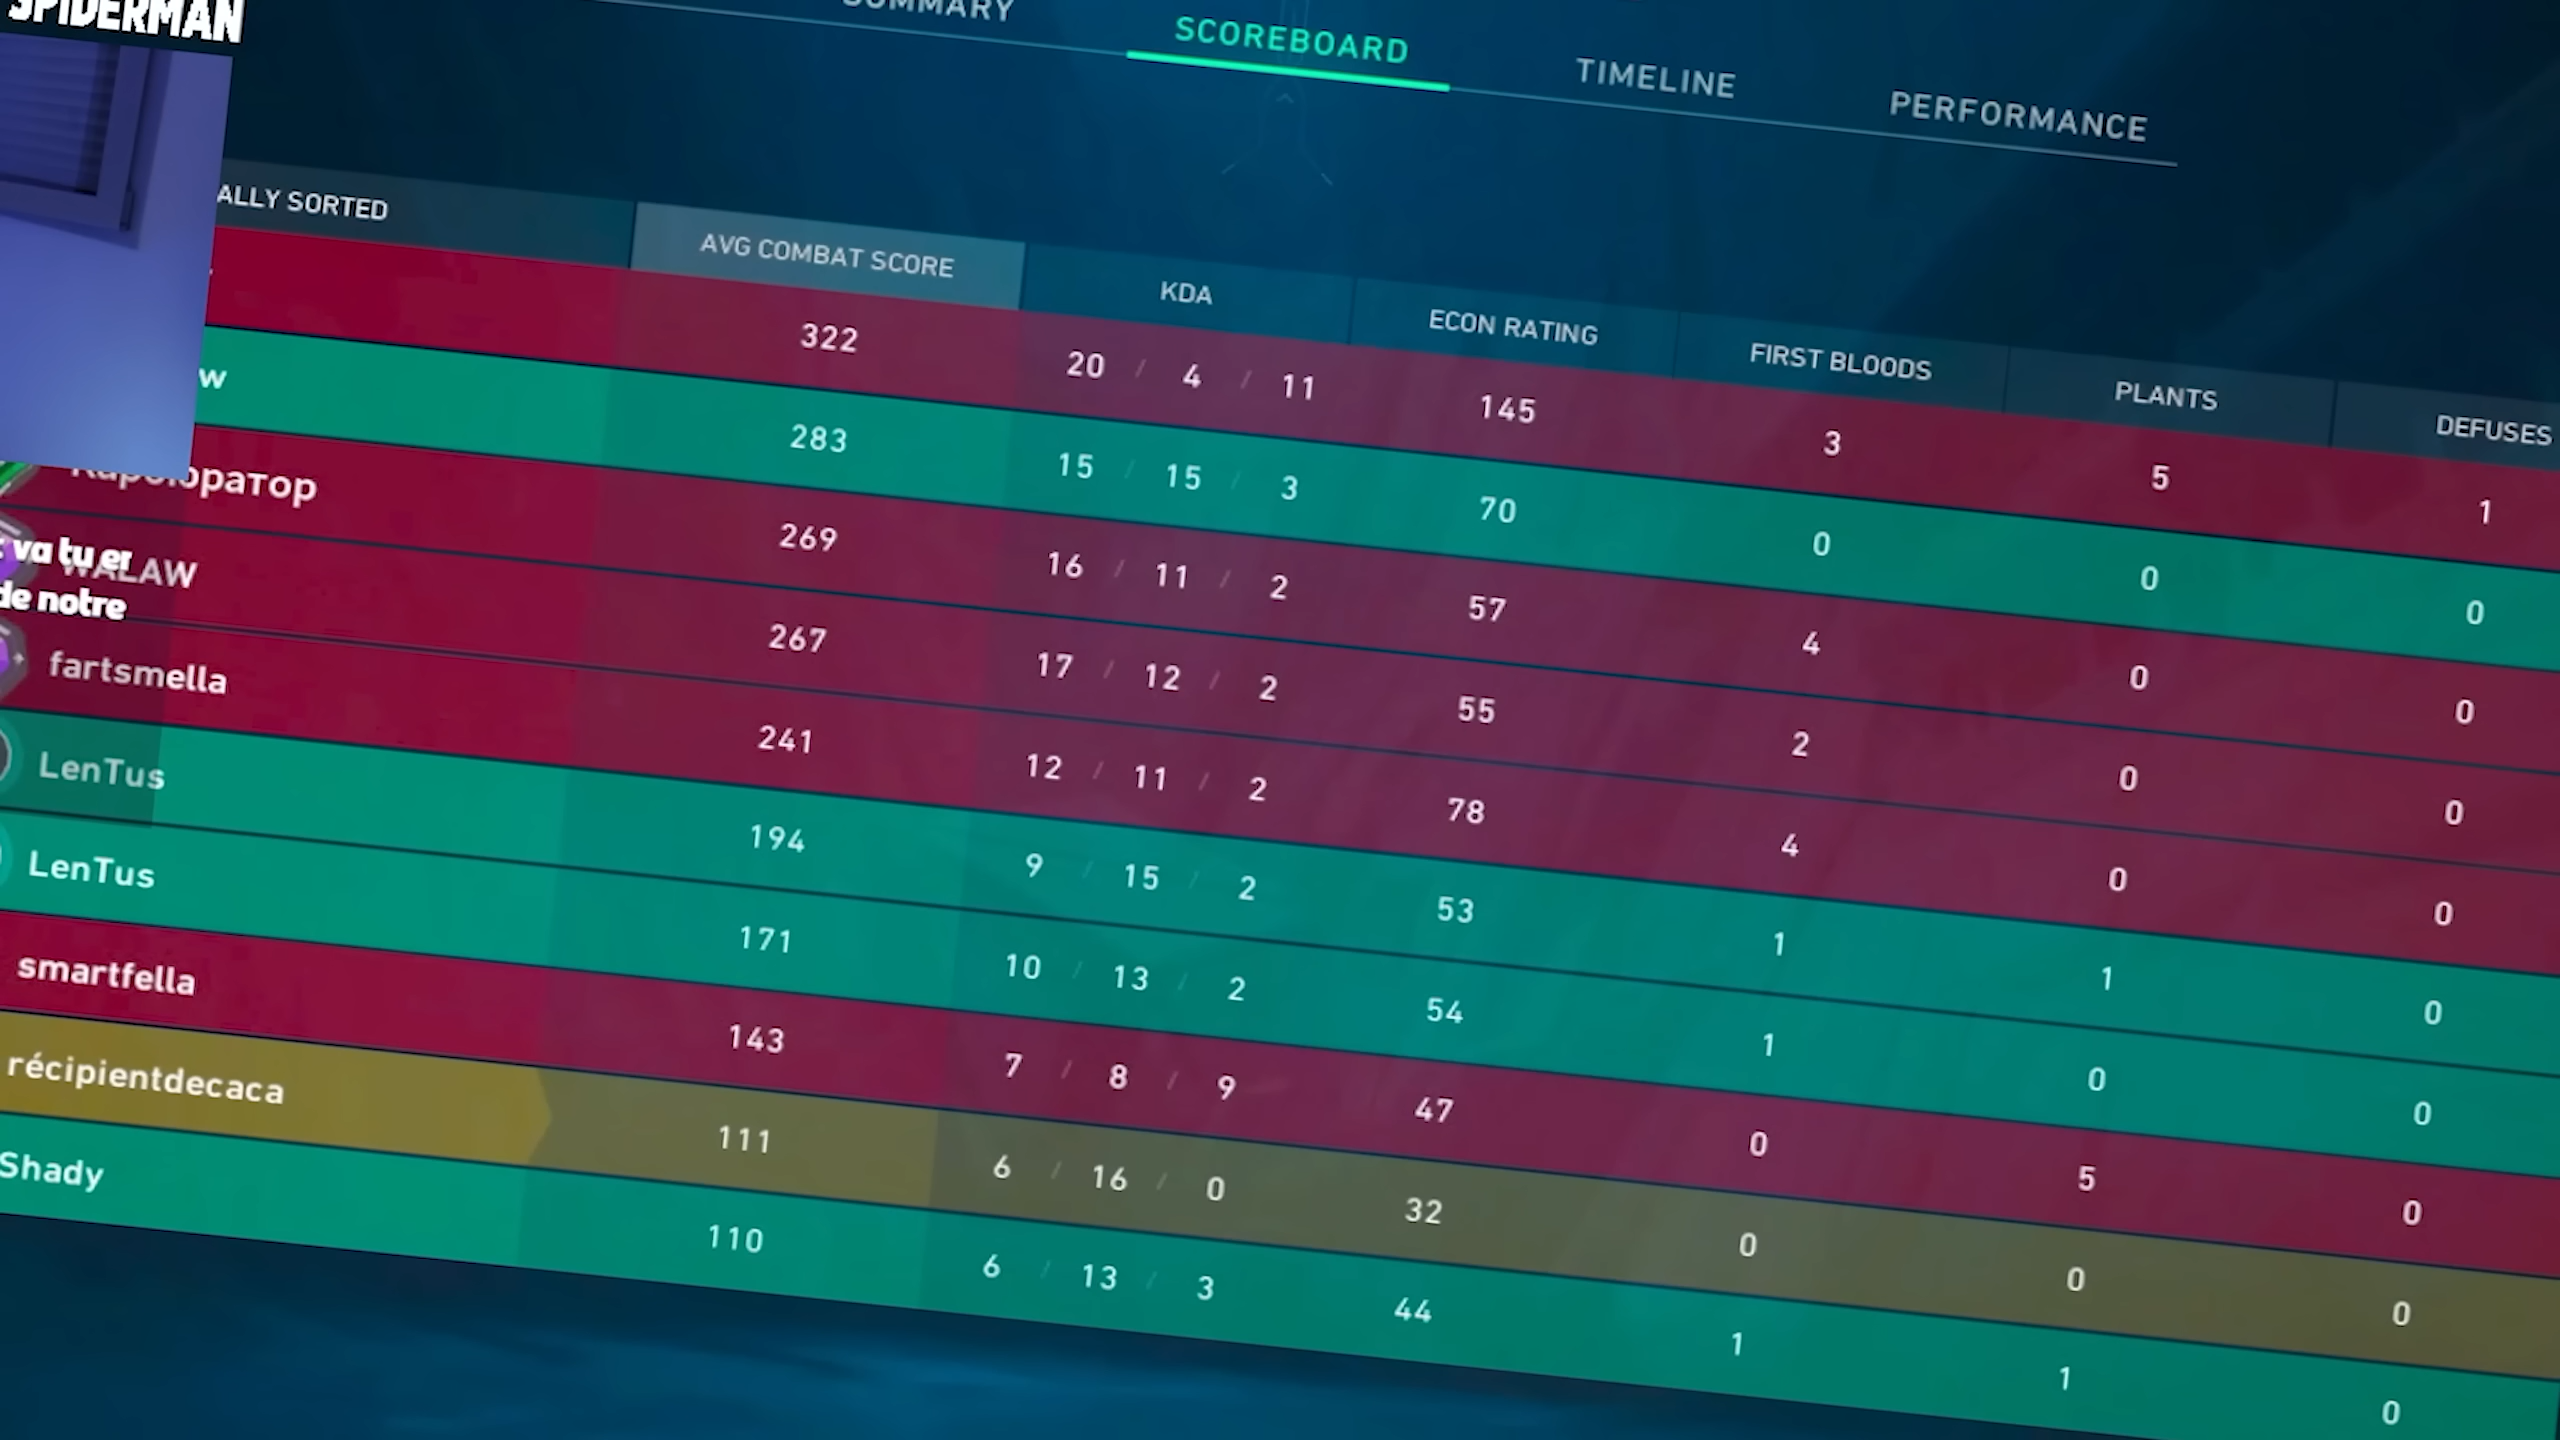 SPIDERMAN
SUMMARY
SCOREBOARD
TIMELINE
PERFORMANCE
ALLY SORTED
AVG COMBAT SCORE
KDA
ECON RATING
FIRST BLOODS
PLANTS
DEFUSES
322 20 / 4 / 11 145 3 5 1
w 283 15 / 15 / 3 70 0 0 0
269 16 / 11 / 2 57 4 0 0
WALAW 267 17 / 12 / 2 55 2 0 0
va tu er
de notre
fartsmella 241 12 / 11 / 2 78 4 0 0
LenTus 194 9 / 15 / 2 53 1 1 0
LenTus 171 10 / 13 / 2 54 1 0 0
smartfella 143 7 / 8 / 9 47 0 5 0
récipientdecaca 111 6 / 16 / 0 32 0 0 0
Shady 110 6 / 13 / 3 44 1 1 0